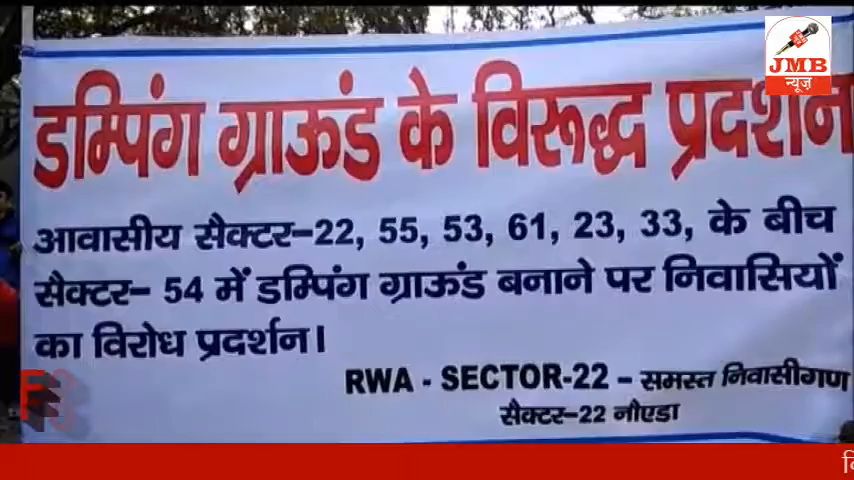 JMB
न्यूज़
डम्पिंग ग्राऊंड के विरूद्ध प्रदर्शन
आवासीय सैक्टर-22, 55, 53, 61, 23, 33, के बीच
सैक्टर- 54 में डम्पिंग ग्राऊंड बनाने पर निवासियों
का विरोध प्रदर्शन।
RWA - SECTOR-22 - समस्त निवासीगण
सैक्टर-22 नौएडा